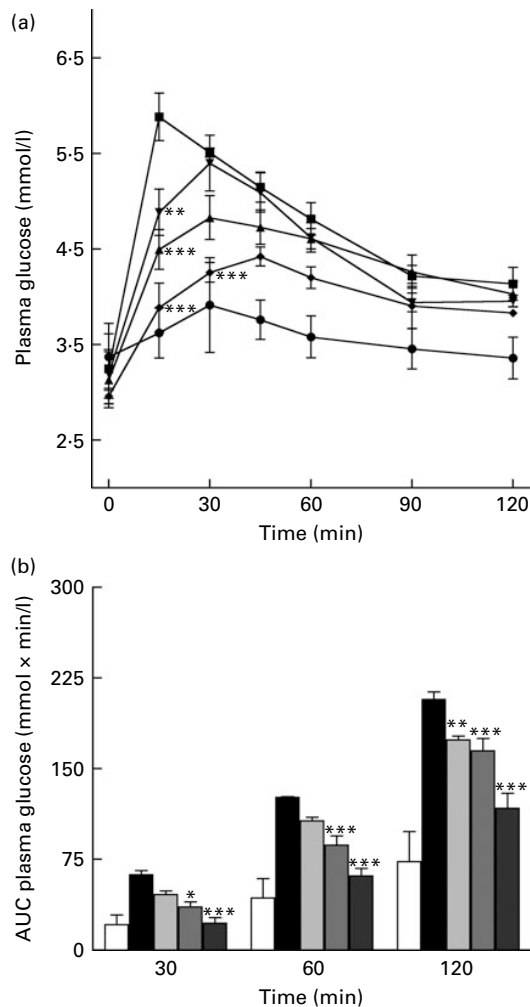 (a)
6·5
5·5
4·5
3·5
2·5
Plasma glucose (mmol/l)
**
***
***
***
0 30 60 90 120
Time (min)
(b)
300
225
150
75
0
AUC plasma glucose (mmol × min/l)
* ***
*** ***
** *** ***
30 60 120
Time (min)